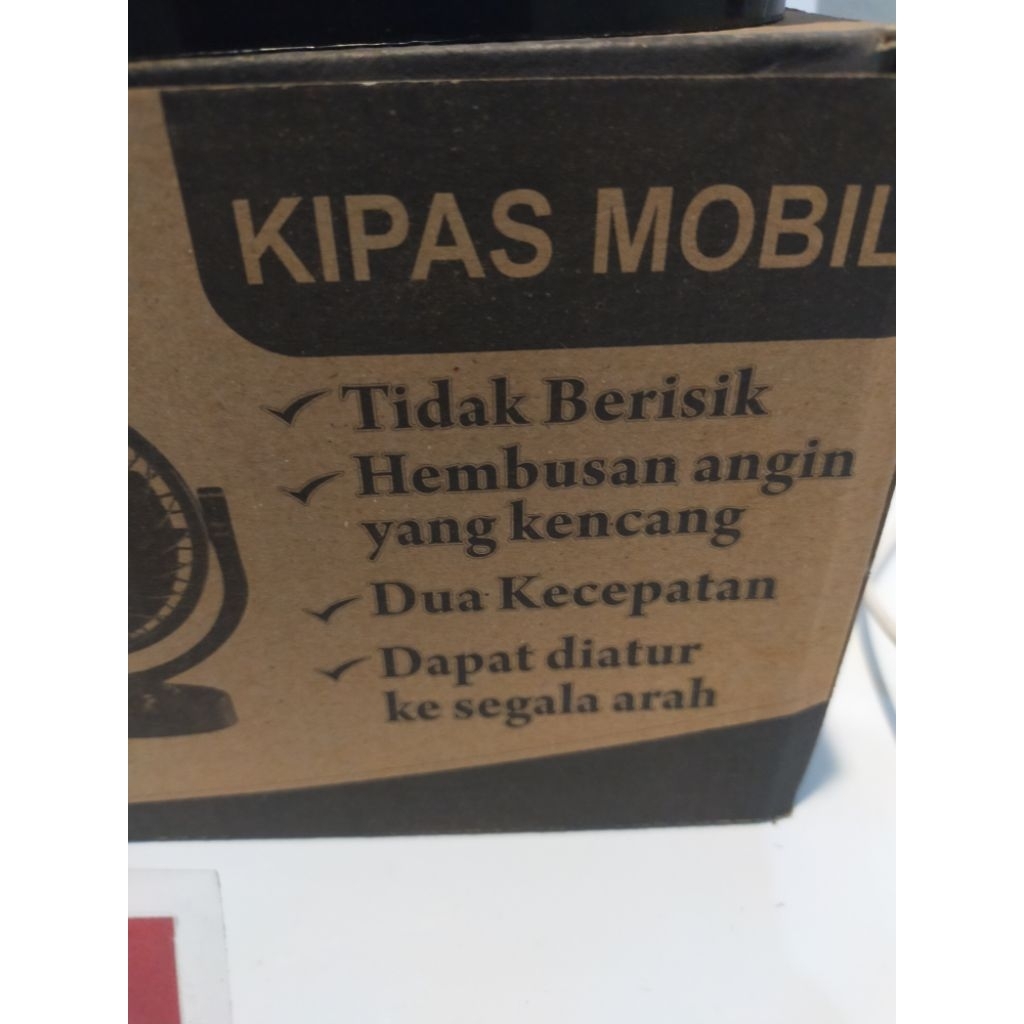 KIPAS MOBIL
Tidak Berisik
Hembusan angin
yang kencang
Dua Kecepatan
Dapat diatur
ke segala arah